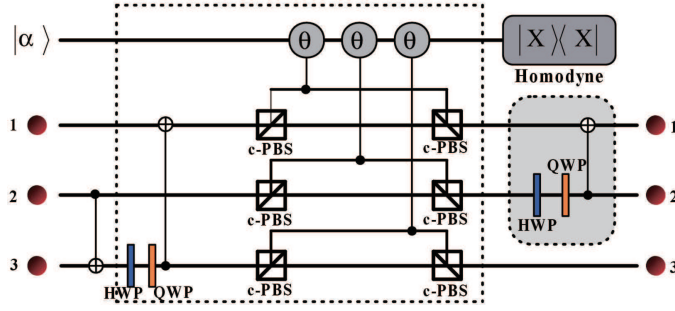 |α⟩ θ θ θ |X⟩⟨X|
Homodyne
1 c-PBS c-PBS 1
QWP
2 c-PBS c-PBS HWP 2
3 HWP QWP c-PBS c-PBS 3